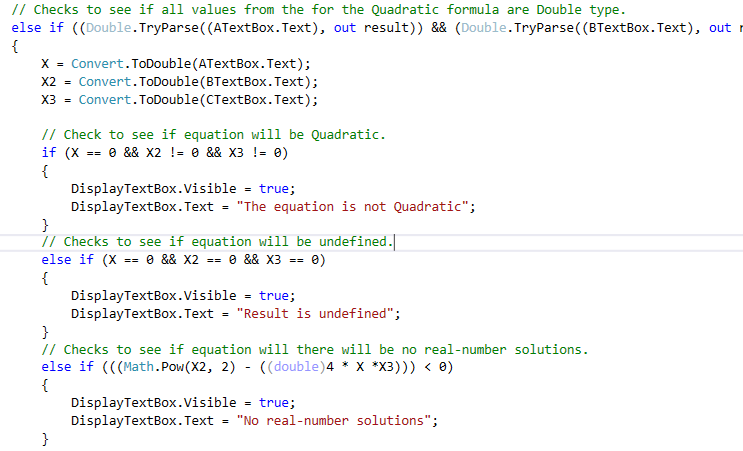 // Checks to see if all values from the for the Quadratic formula are Double type.
else if ((Double.TryParse((ATextBox.Text), out result)) && (Double.TryParse((BTextBox.Text), out r
{
X = Convert.ToDouble(ATextBox.Text);
X2 = Convert.ToDouble(BTextBox.Text);
X3 = Convert.ToDouble(CTextBox.Text);
// Check to see if equation will be Quadratic.
if (X == 0 && X2 != 0 && X3 != 0)
{
DisplayTextBox.Visible = true;
DisplayTextBox.Text = "The equation is not Quadratic";
}
// Checks to see if equation will be undefined.
else if (X == 0 && X2 == 0 && X3 == 0)
{
DisplayTextBox.Visible = true;
DisplayTextBox.Text = "Result is undefined";
}
// Checks to see if equation will there will be no real-number solutions.
else if (((Math.Pow(X2, 2) - ((double)4 * X *X3))) < 0)
{
DisplayTextBox.Visible = true;
DisplayTextBox.Text = "No real-number solutions";
}